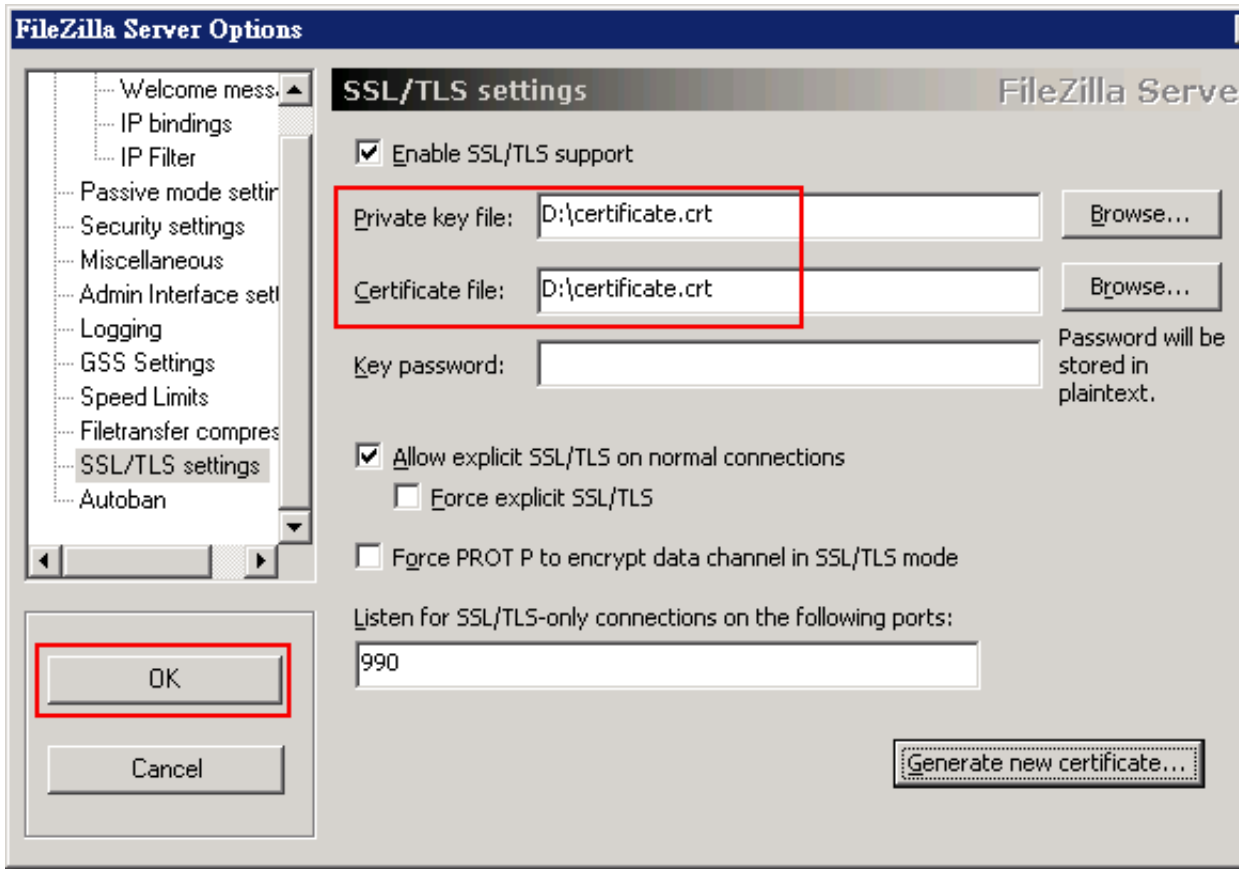 FileZilla Server Options
Welcome mess
IP bindings
IP Filter
Passive mode settin
Security settings
Miscellaneous
Admin Interface sett
Logging
GSS Settings
Speed Limits
Filetransfer compres
SSL/TLS settings
Autoban
OK
Cancel
SSL/TLS settings
FileZilla Serve
Enable SSL/TLS support
Private key file:
D:\certificate.crt
Browse...
Certificate file:
D:\certificate.crt
Browse...
Key password:
Password will be
stored in
plaintext.
Allow explicit SSL/TLS on normal connections
Force explicit SSL/TLS
Force PROT P to encrypt data channel in SSL/TLS mode
Listen for SSL/TLS-only connections on the following ports:
990
Generate new certificate...